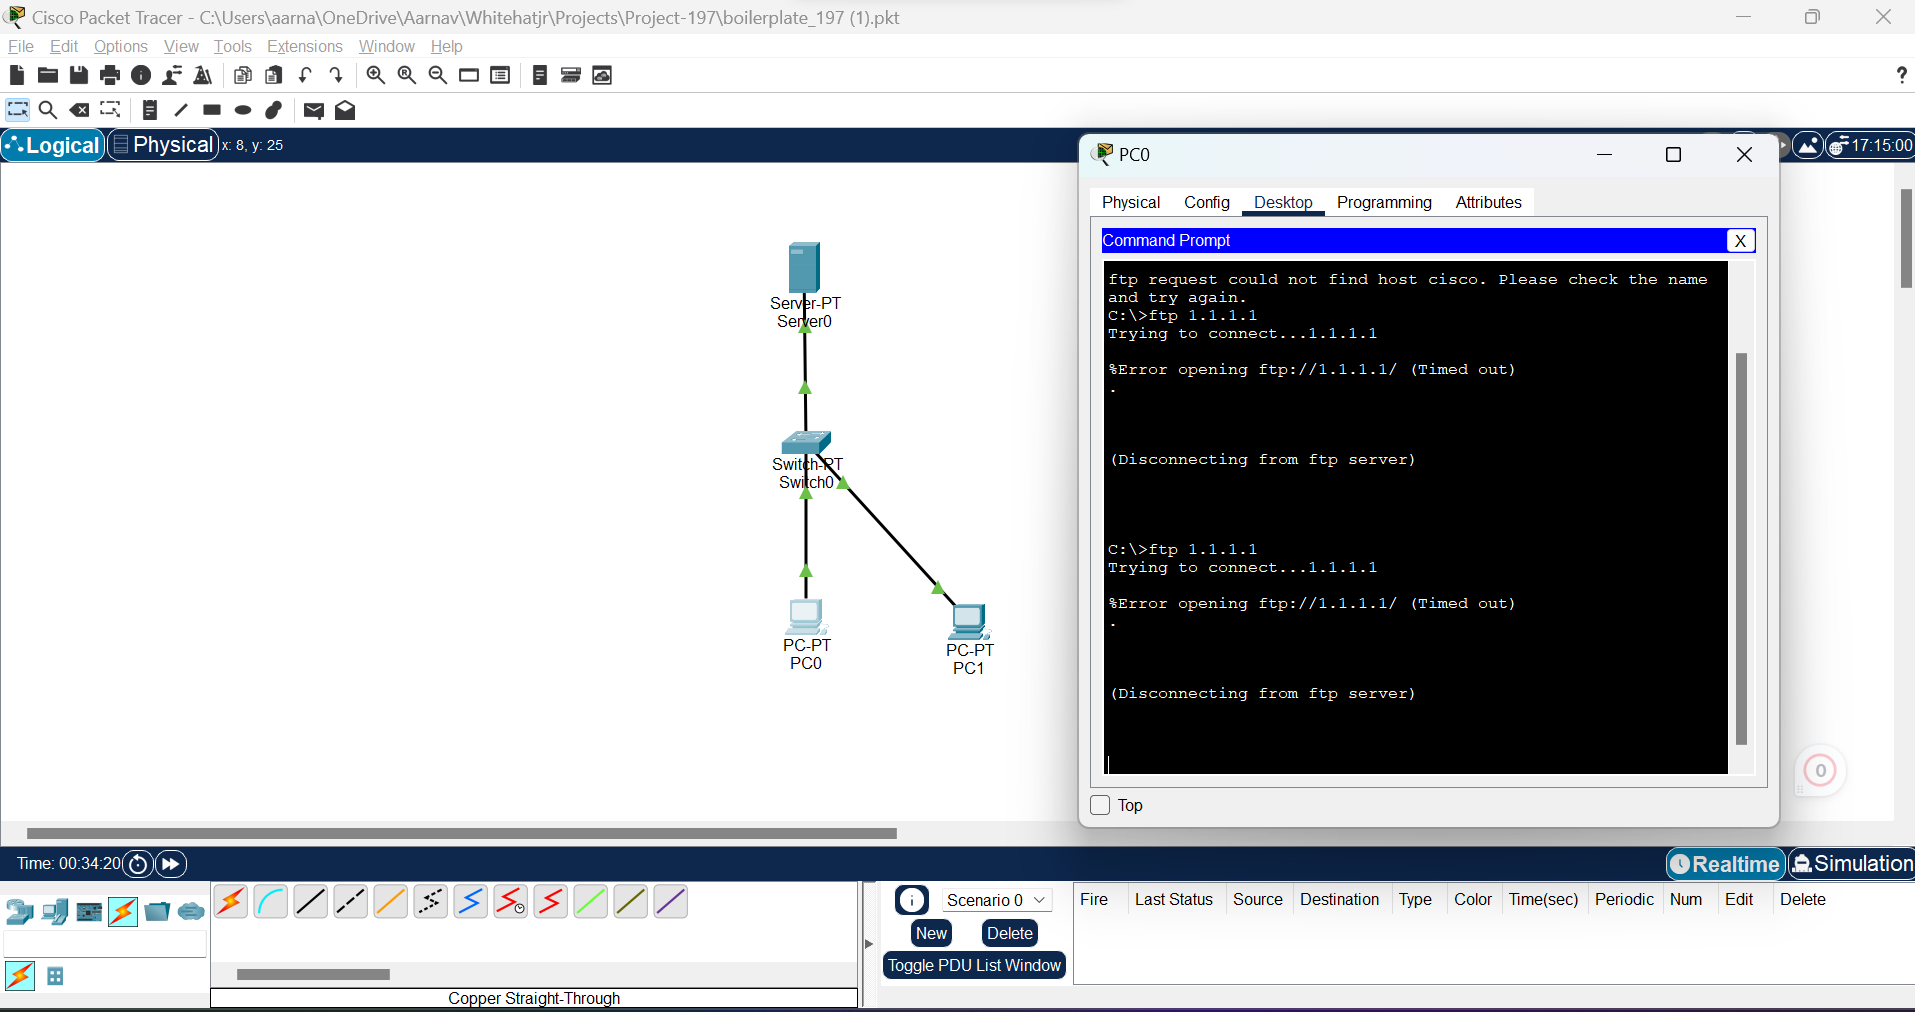 Cisco Packet Tracer - C:\Users\aarna\OneDrive\Aarnav\Whitehatjr\Projects\Project-197\boilerplate_197 (1).pkt
File Edit Options View Tools Extensions Window Help
?
Logical Physical x: 8, y: 25
17:15:00
Server-PT
Server0
Switch-PT
Switch0
PC-PT
PC0
PC-PT
PC1
PC0
Physical Config Desktop Programming Attributes
Command Prompt X
ftp request could not find host cisco. Please check the name
and try again.
C:\>ftp 1.1.1.1
Trying to connect...1.1.1.1
%Error opening ftp://1.1.1.1/ (Timed out)
.
(Disconnecting from ftp server)
C:\>ftp 1.1.1.1
Trying to connect...1.1.1.1
%Error opening ftp://1.1.1.1/ (Timed out)
.
(Disconnecting from ftp server)
Top
0
Time: 00:34:20
Realtime Simulation
Scenario 0
New Delete
Toggle PDU List Window
Fire Last Status Source Destination Type Color Time(sec) Periodic Num Edit Delete
Copper Straight-Through